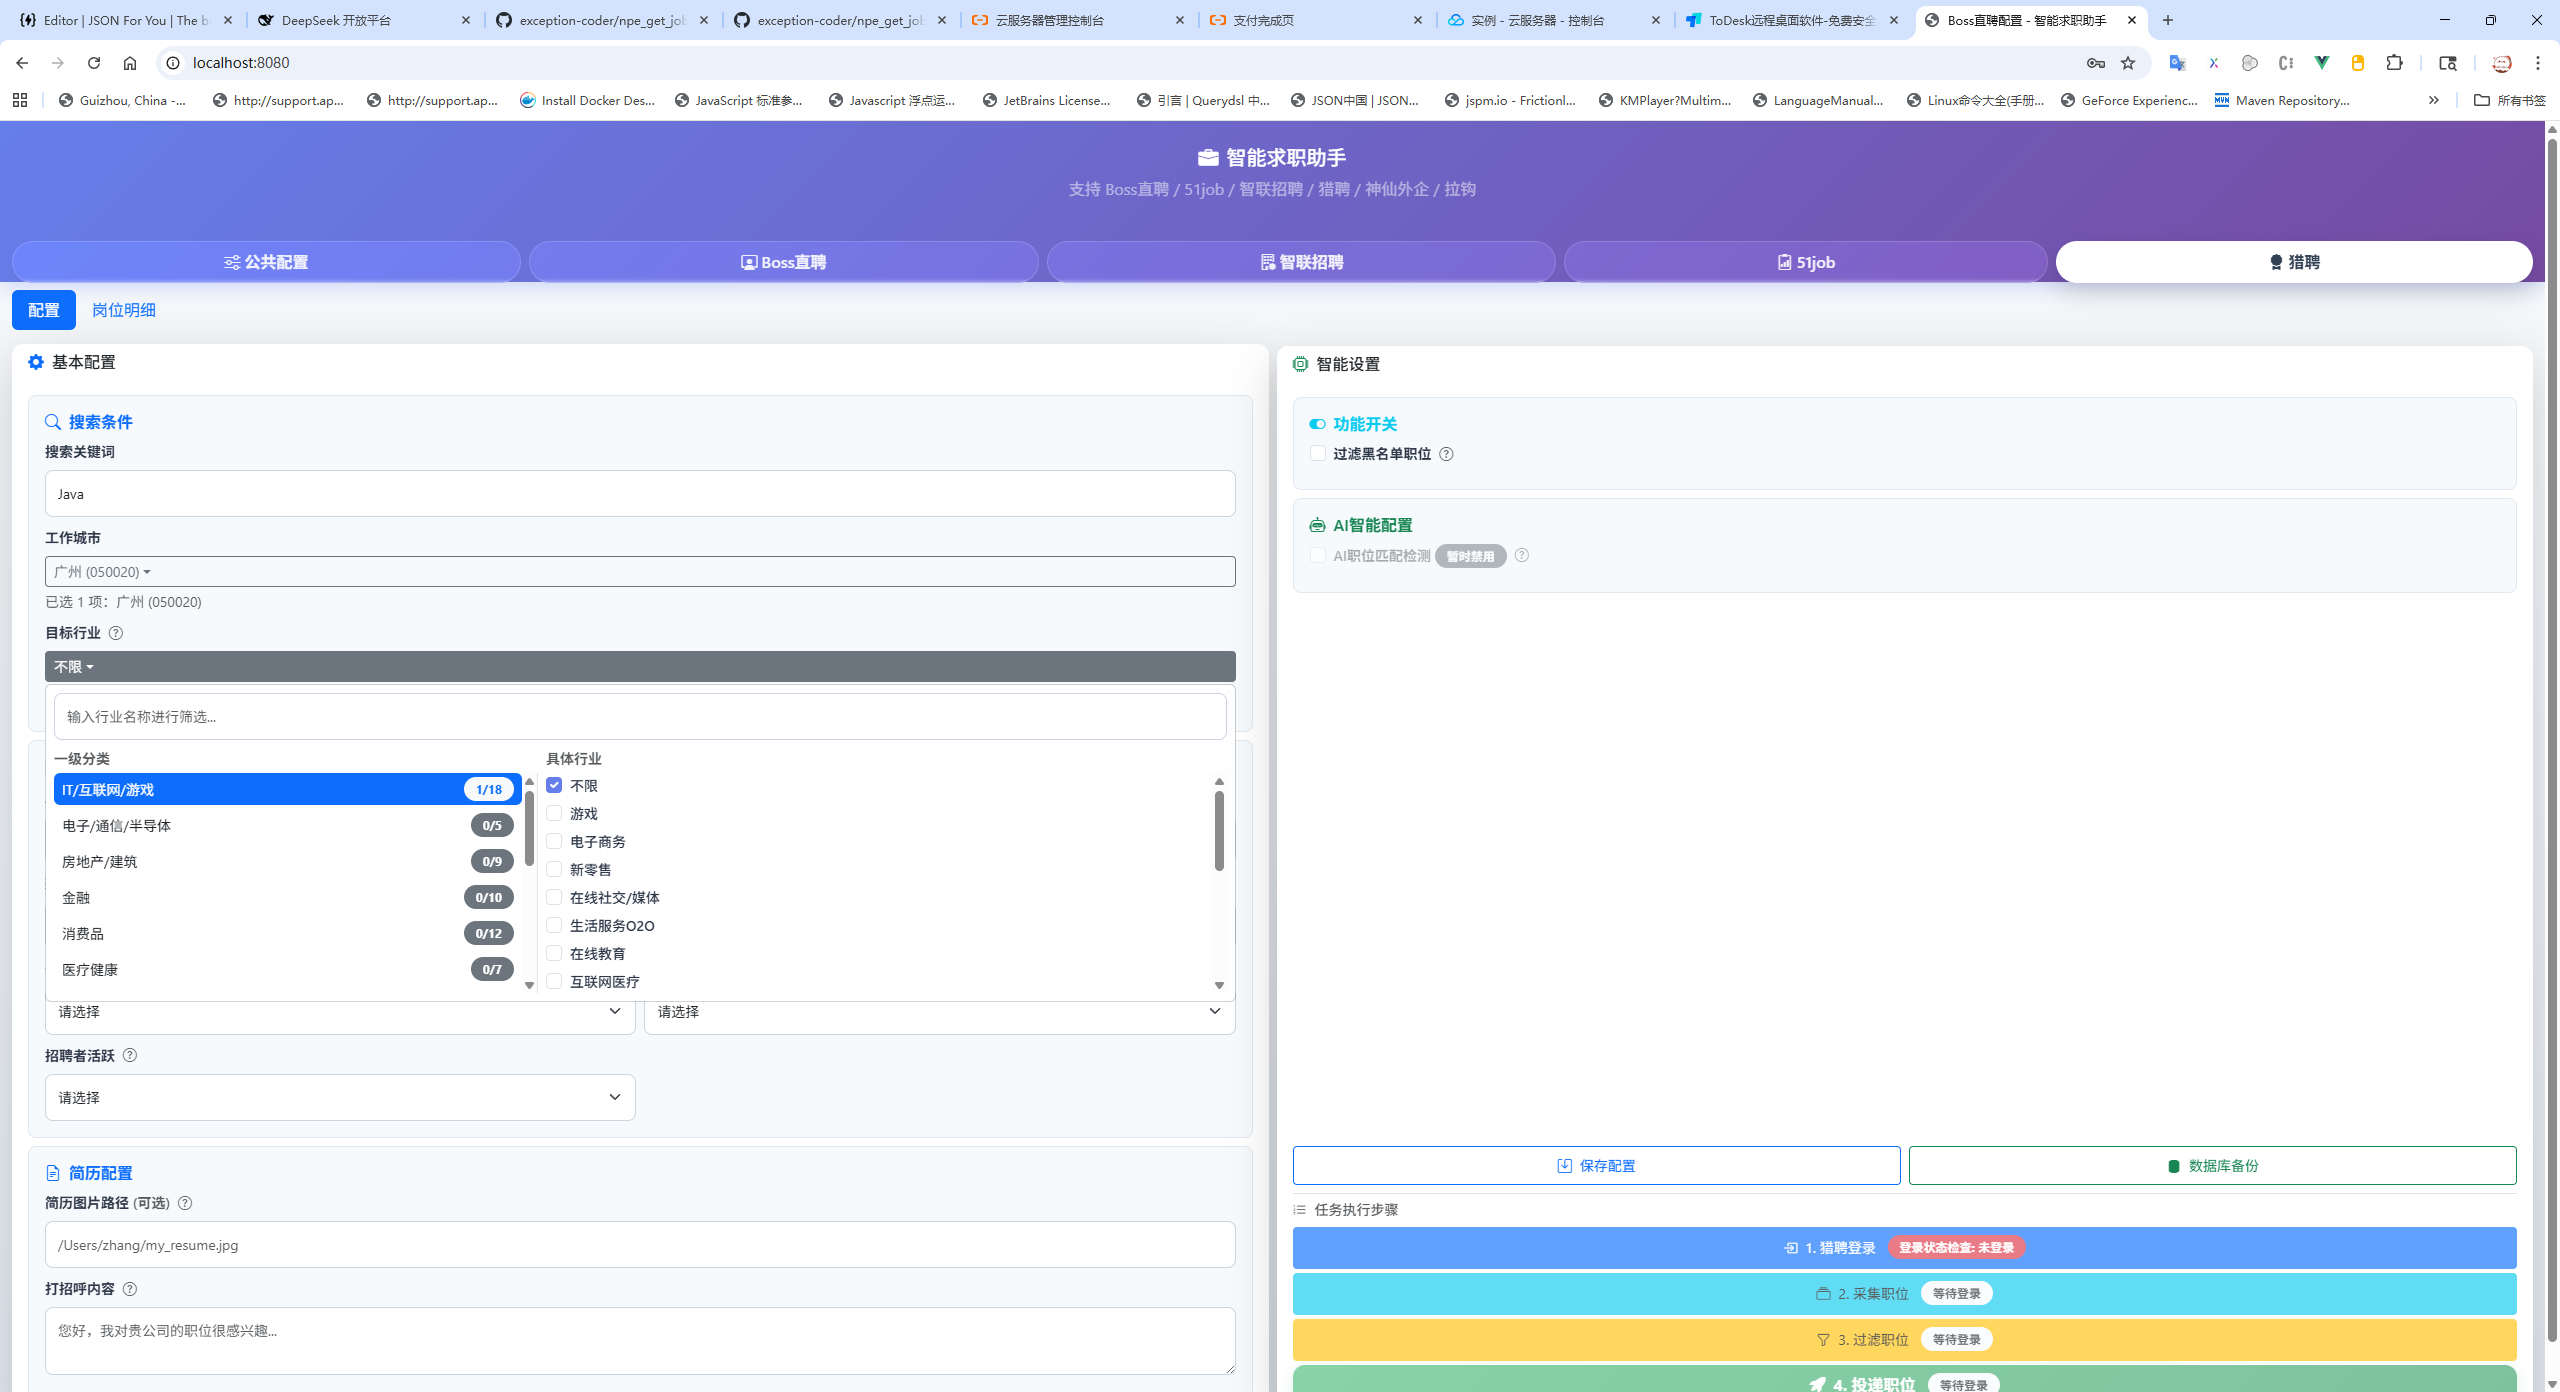 Editor | JSON For You | The b
DeepSeek 开放平台
exception-coder/npe_get_job
exception-coder/npe_get_job
云服务器管理控制台
支付完成页
实例 - 云服务器 - 控制台
ToDesk远程桌面软件-免费安全
Boss直聘配置 - 智能求职助手
localhost:8080
Guizhou, China -...
http://support.ap...
http://support.ap...
Install Docker Des...
JavaScript 标准参...
Javascript 浮点运...
JetBrains License...
引言 | Querydsl 中...
JSON中国 | JSON...
jspm.io - Frictionl...
KMPlayer?Multim...
LanguageManual...
Linux命令大全(手册...
GeForce Experienc...
Maven Repository...
所有书签
智能求职助手
支持 Boss直聘 / 51job / 智联招聘 / 猎聘 / 神仙外企 / 拉钩
公共配置
Boss直聘
智联招聘
51job
猎聘
配置
岗位明细
基本配置
搜索条件
搜索关键词
Java
工作城市
广州 (050020)
已选 1 项：广州 (050020)
目标行业
不限
输入行业名称进行筛选...
一级分类
IT/互联网/游戏 1/18
电子/通信/半导体 0/5
房地产/建筑 0/9
金融 0/10
消费品 0/12
医疗健康 0/7
具体行业
不限
游戏
电子商务
新零售
在线社交/媒体
生活服务O2O
在线教育
互联网医疗
请选择
请选择
招聘者活跃
请选择
简历配置
简历图片路径 (可选)
/Users/zhang/my_resume.jpg
打招呼内容
您好，我对贵公司的职位很感兴趣...
智能设置
功能开关
过滤黑名单职位
AI智能配置
AI职位匹配检测 暂时禁用
保存配置
数据库备份
任务执行步骤
1. 猎聘登录 登录状态检查: 未登录
2. 采集职位 等待登录
3. 过滤职位 等待登录
4. 投递职位 等待登录